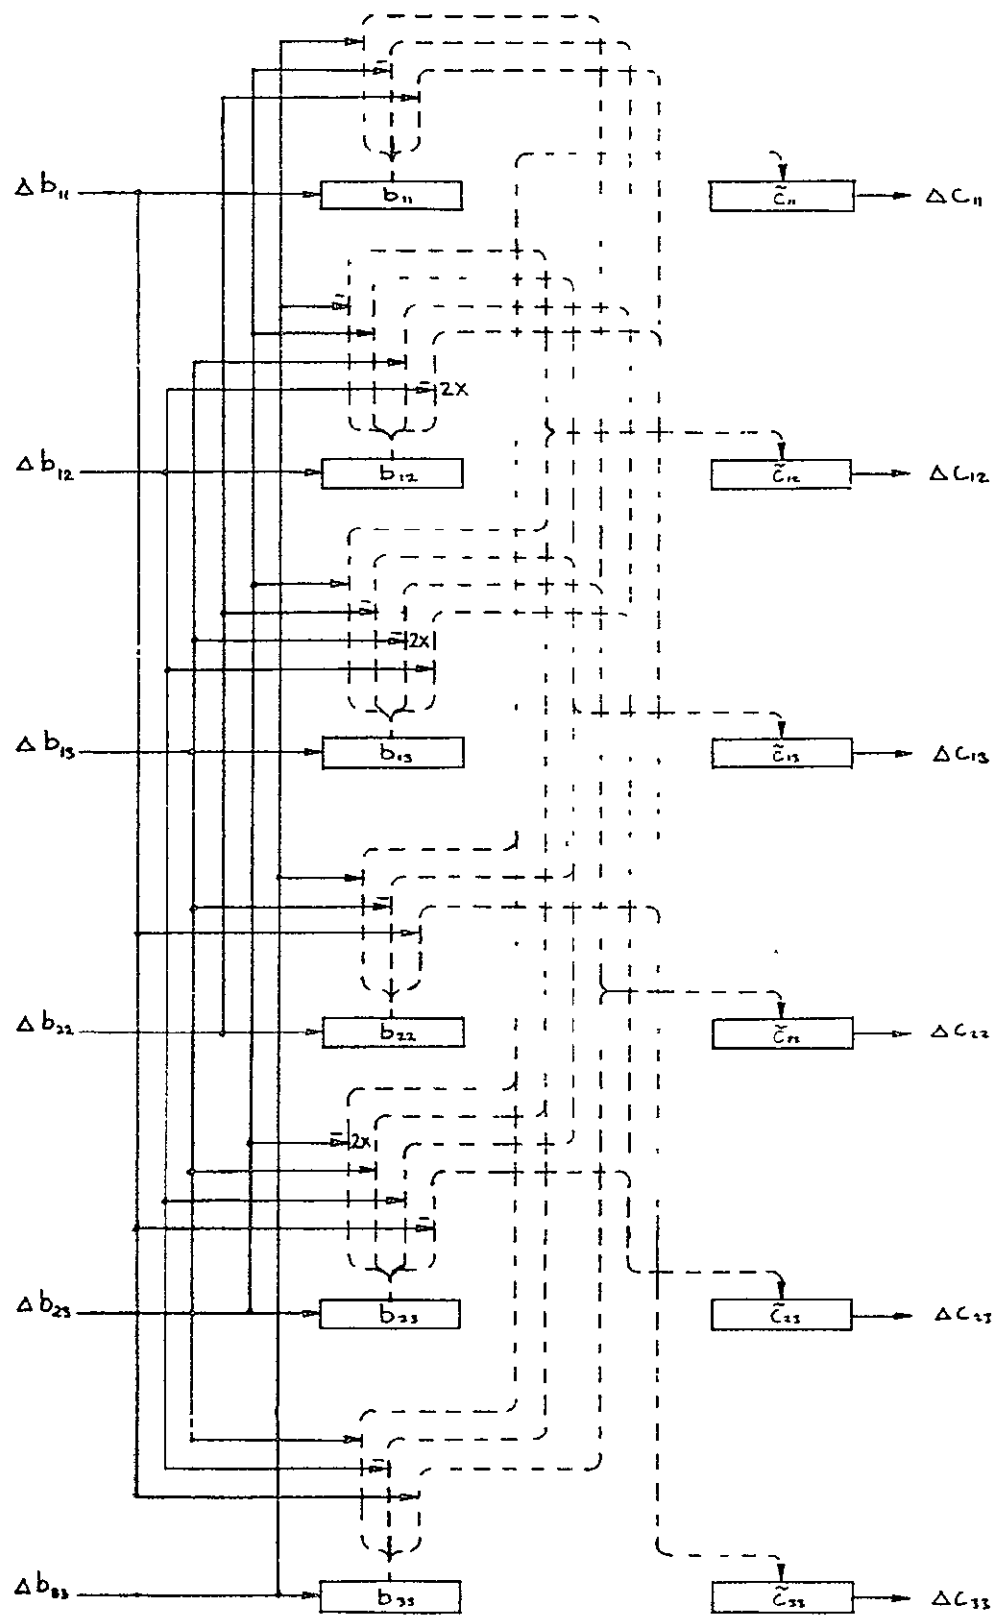 Δb₁₁ b₁₁ c̃₁₁ Δc₁₁
2X
Δb₁₂ b₁₂ c̃₁₂ Δc₁₂
2X
Δb₁₃ b₁₃ c̃₁₃ Δc₁₃
Δb₂₂ b₂₂ c̃₂₂ Δc₂₂
2X
Δb₂₃ b₂₃ c̃₂₃ Δc₂₃
Δb₃₃ b₃₃ c̃₃₃ Δc₃₃